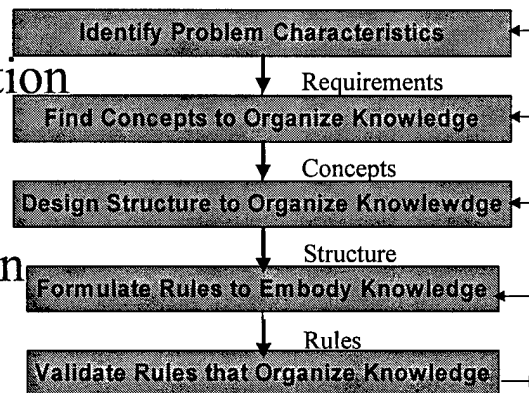 Identify Problem Characteristics
tion
Requirements
Find Concepts to Organize Knowledge
Concepts
Design Structure to Organize Knowlewdge
Structure
n
Formulate Rules to Embody Knowledge
Rules
Validate Rules that Organize Knowledge